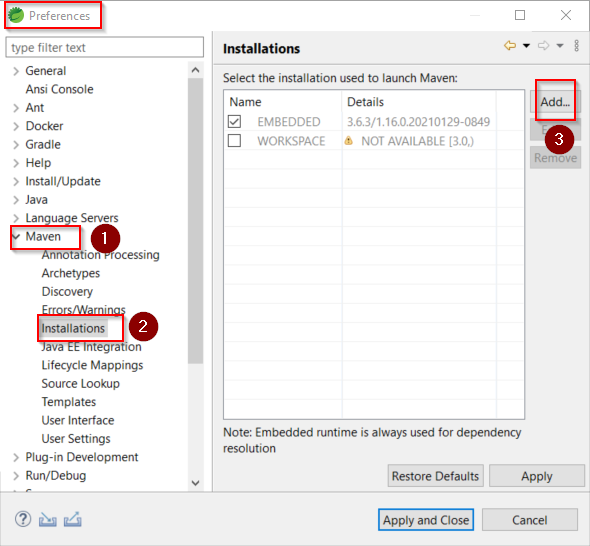 Preferences
type filter text
General
Ansi Console
Ant
Docker
Gradle
Help
Install/Update
Java
Language Servers
Maven
1
Annotation Processing
Archetypes
Discovery
Errors/Warnings
Installations
2
Java EE Integration
Lifecycle Mappings
Source Lookup
Templates
User Interface
User Settings
Plug-in Development
Run/Debug
Installations
Select the installation used to launch Maven:
Name Details
EMBEDDED 3.6.3/1.16.0.20210129-0849
WORKSPACE NOT AVAILABLE [3.0,)
Add...
3
Remove
Note: Embedded runtime is always used for dependency
resolution
Restore Defaults Apply
? Apply and Close Cancel